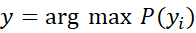 y = arg max P(yᵢ)